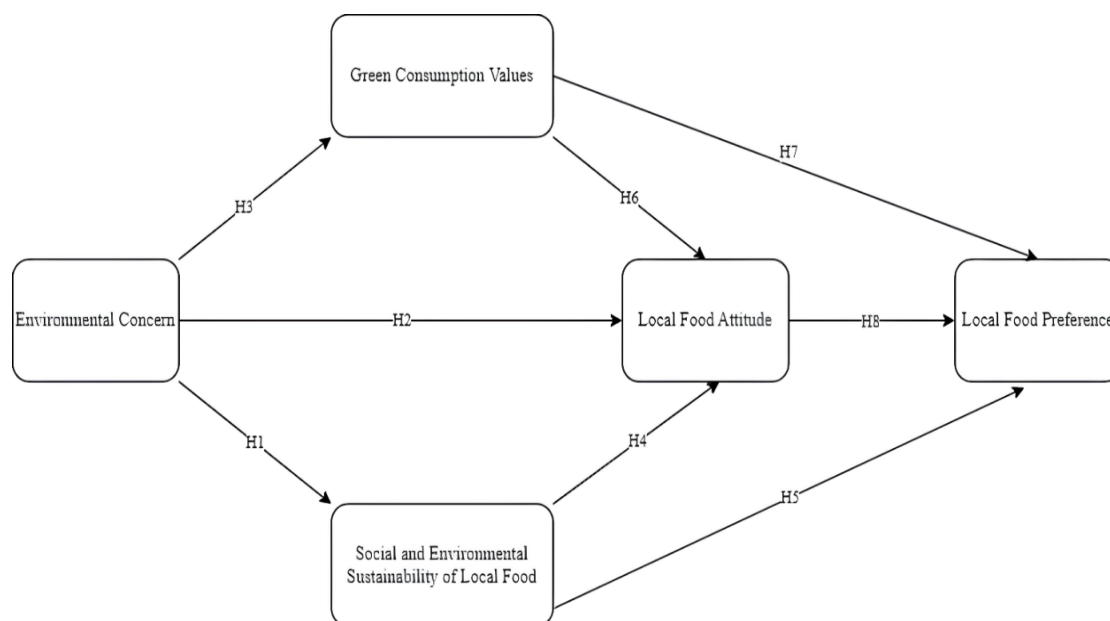 Green Consumption Values
H7
H3
H6
Environmental Concern
H2
Local Food Attitude
H8
Local Food Preference
H1
H4
H5
Social and Environmental
Sustainability of Local Food